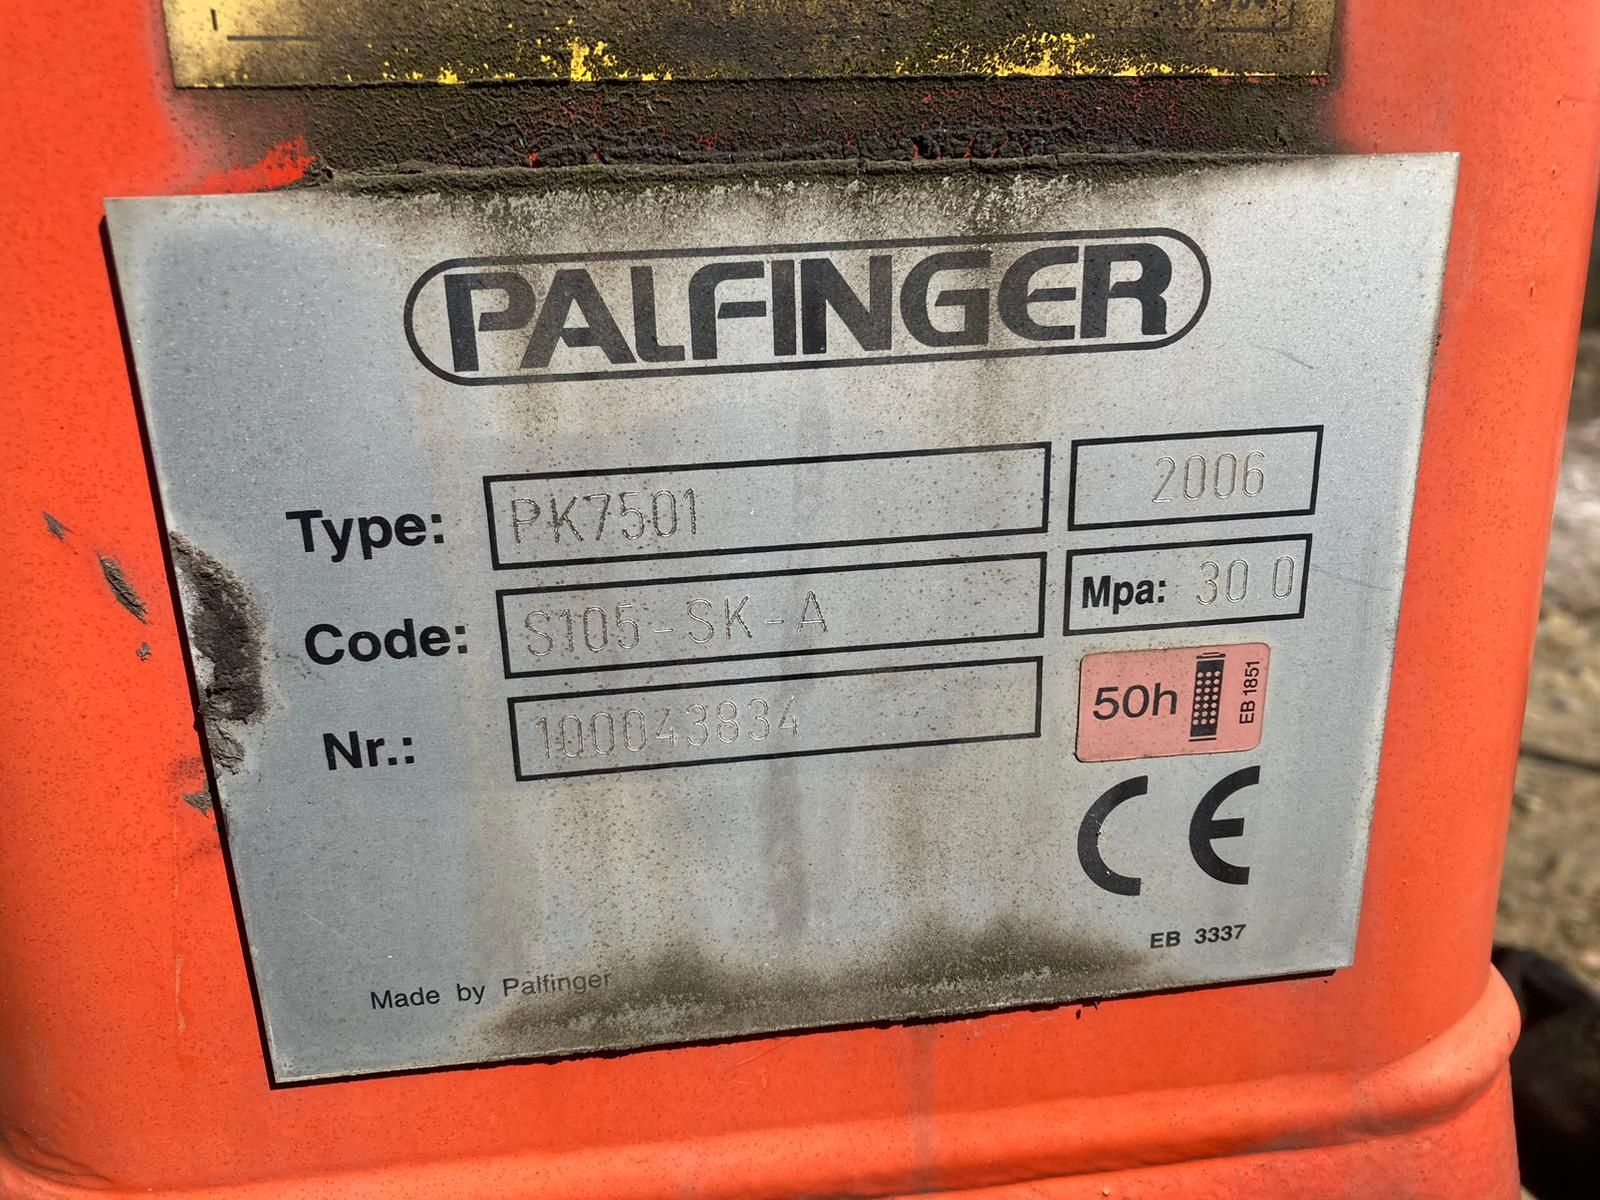 PALFINGER
Type: PK7501 2006
Code: S105-SK-A Mpa: 30.0
Nr.: 100043834
50h EB 1851
CE
EB 3337
Made by Palfinger